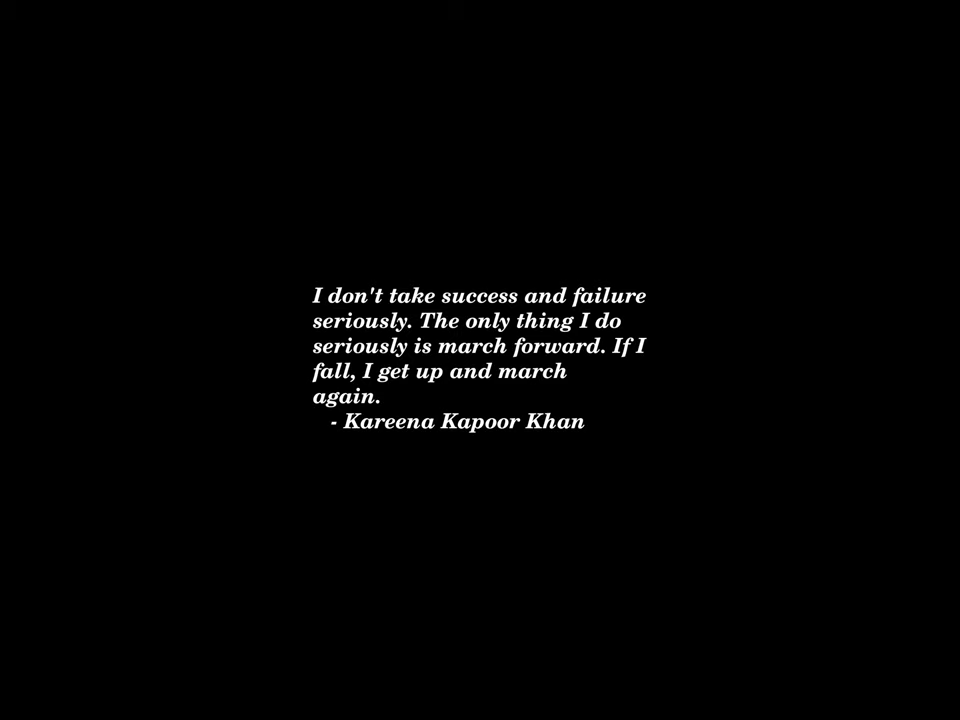 I don't take success and failure
seriously. The only thing I do
seriously is march forward. If I
fall, I get up and march
again.
- Kareena Kapoor Khan